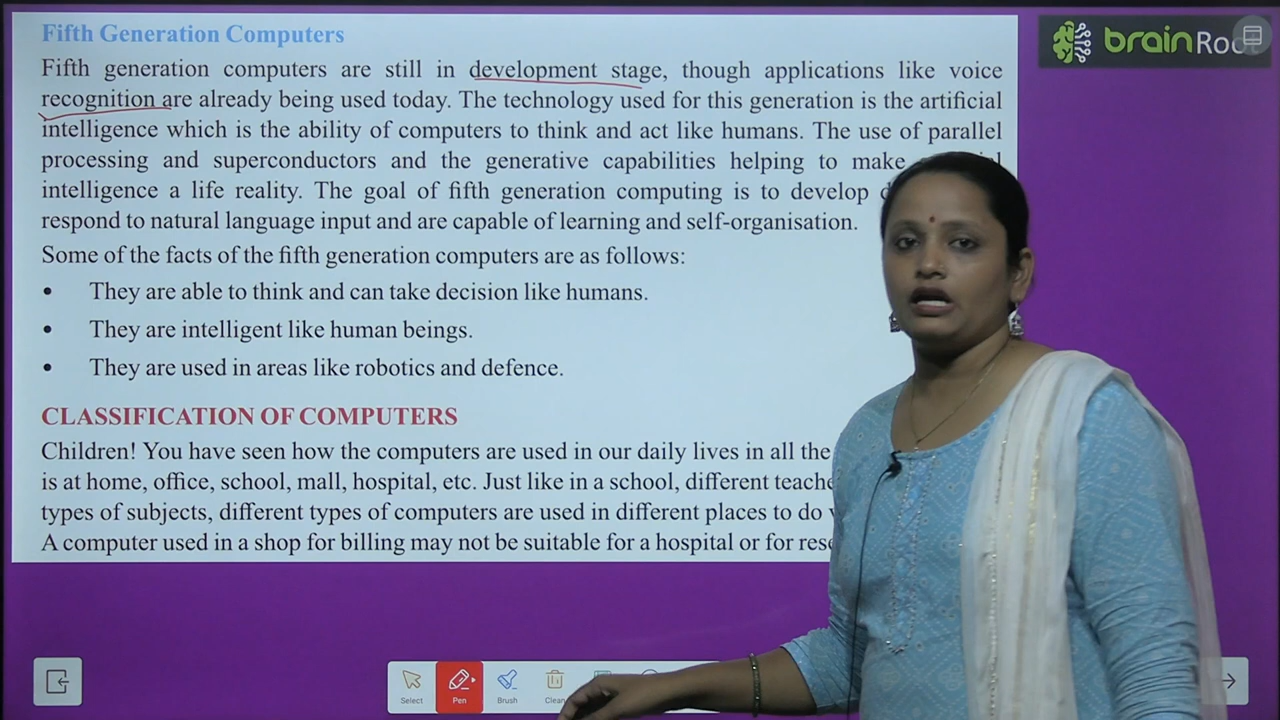 Fifth Generation Computers
brainRoot
Fifth generation computers are still in development stage, though applications like voice
recognition are already being used today. The technology used for this generation is the artificial
intelligence which is the ability of computers to think and act like humans. The use of parallel
processing and superconductors and the generative capabilities helping to make
intelligence a life reality. The goal of fifth generation computing is to develop
respond to natural language input and are capable of learning and self-organisation.
Some of the facts of the fifth generation computers are as follows:
• They are able to think and can take decision like humans.
• They are intelligent like human beings.
• They are used in areas like robotics and defence.
CLASSIFICATION OF COMPUTERS
Children! You have seen how the computers are used in our daily lives in all the
is at home, office, school, mall, hospital, etc. Just like in a school, different
types of subjects, different types of computers are used in different places to do
A computer used in a shop for billing may not be suitable for a hospital or for
Select Pen Brush Clean